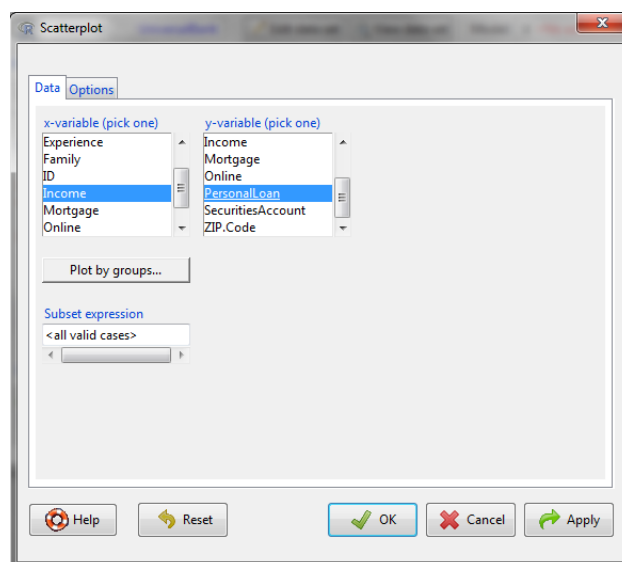 Scatterplot
Data Options
x-variable (pick one)
Experience
Family
ID
Income
Mortgage
Online
y-variable (pick one)
Income
Mortgage
Online
PersonalLoan
SecuritiesAccount
ZIP.Code
Plot by groups...
Subset expression
<all valid cases>
Help Reset OK Cancel Apply